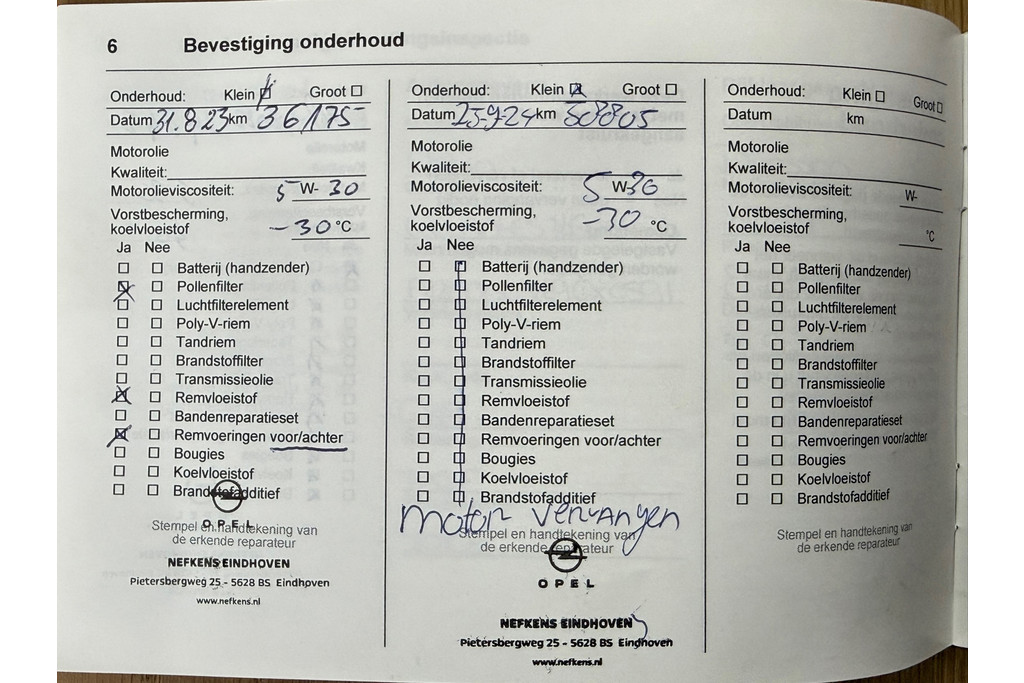 6 Bevestiging onderhoud
Onderhoud: Klein Groot
Datum 31.8.23 km 36175
Motorolie
Kwaliteit:
Motorolieviscositeit: 5 W- 30
Vorstbescherming,
koelvloeistof -30 °C
Ja Nee
Batterij (handzender)
Pollenfilter
Luchtfilterelement
Poly-V-riem
Tandriem
Brandstoffilter
Transmissieolie
Remvloeistof
Bandenreparatieset
Remvoeringen voor/achter
Bougies
Koelvloeistof
Brandstofadditief
OPEL
Stempel en handtekening van
de erkende reparateur
NEFKENS EINDHOVEN
Pietersbergweg 25 - 5628 BS Eindhoven
www.nefkens.nl
Onderhoud: Klein Groot
Datum 25-9-24 km 50805
Motorolie
Kwaliteit:
Motorolieviscositeit: 5 W-30
Vorstbescherming,
koelvloeistof -30 °C
Ja Nee
Batterij (handzender)
Pollenfilter
Luchtfilterelement
Poly-V-riem
Tandriem
Brandstoffilter
Transmissieolie
Remvloeistof
Bandenreparatieset
Remvoeringen voor/achter
Bougies
Koelvloeistof
Brandstofadditief
Motor vervangen
Stempel en handtekening van
de erkende reparateur
OPEL
NEFKENS EINDHOVEN
Pietersbergweg 25 - 5628 BS Eindhoven
www.nefkens.nl
Onderhoud: Klein Groot
Datum km
Motorolie
Kwaliteit:
Motorolieviscositeit: W-
Vorstbescherming,
koelvloeistof °C
Ja Nee
Batterij (handzender)
Pollenfilter
Luchtfilterelement
Poly-V-riem
Tandriem
Brandstoffilter
Transmissieolie
Remvloeistof
Bandenreparatieset
Remvoeringen voor/achter
Bougies
Koelvloeistof
Brandstofadditief
Stempel en handtekening van
de erkende reparateur